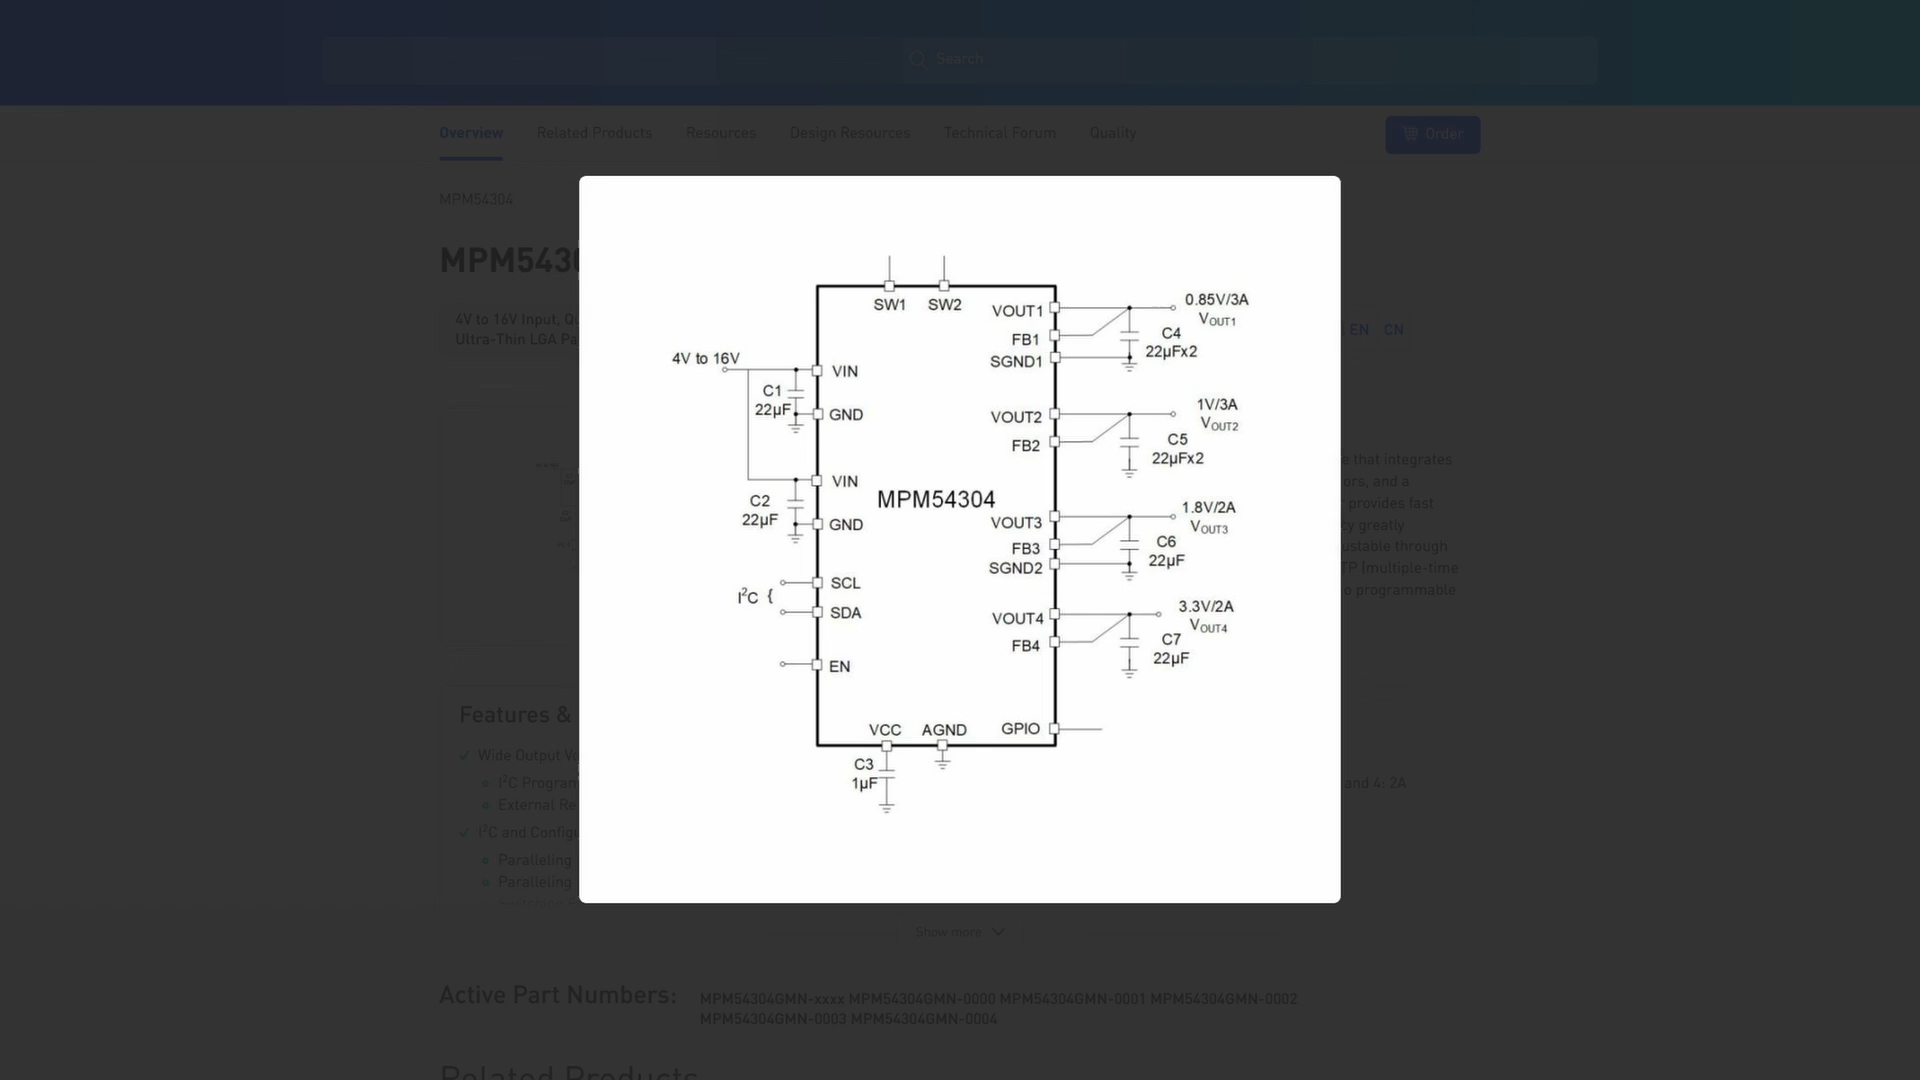 Search
Overview Related Products Resources Design Resources Technical Forum Quality
Order
MPM54304
4V to 16V Input,
Ultra-Thin LGA
EN CN
SW1 SW2
VOUT1
FB1
SGND1
0.85V/3A
VOUT1
C4
22µFx2
4V to 16V
VIN
C1
22µF
GND
VOUT2
FB2
1V/3A
VOUT2
C5
22µFx2
VIN
C2
22µF
GND
MPM54304
VOUT3
FB3
SGND2
1.8V/2A
VOUT3
C6
22µF
I²C {
SCL
SDA
VOUT4
FB4
3.3V/2A
VOUT4
C7
22µF
EN
VCC AGND GPIO
C3
1µF
e that integrates
ors, and a
provides fast
cy greatly
ustable through
TP (multiple-time
o programmable
Features &
Wide Output
I²C
External
and 4: 2A
I²C and
Paralleling
Paralleling
Show more
Active Part Numbers:
MPM54304GMN-xxxx MPM54304GMN-0000 MPM54304GMN-0001 MPM54304GMN-0002
MPM54304GMN-0003 MPM54304GMN-0004
Related Products